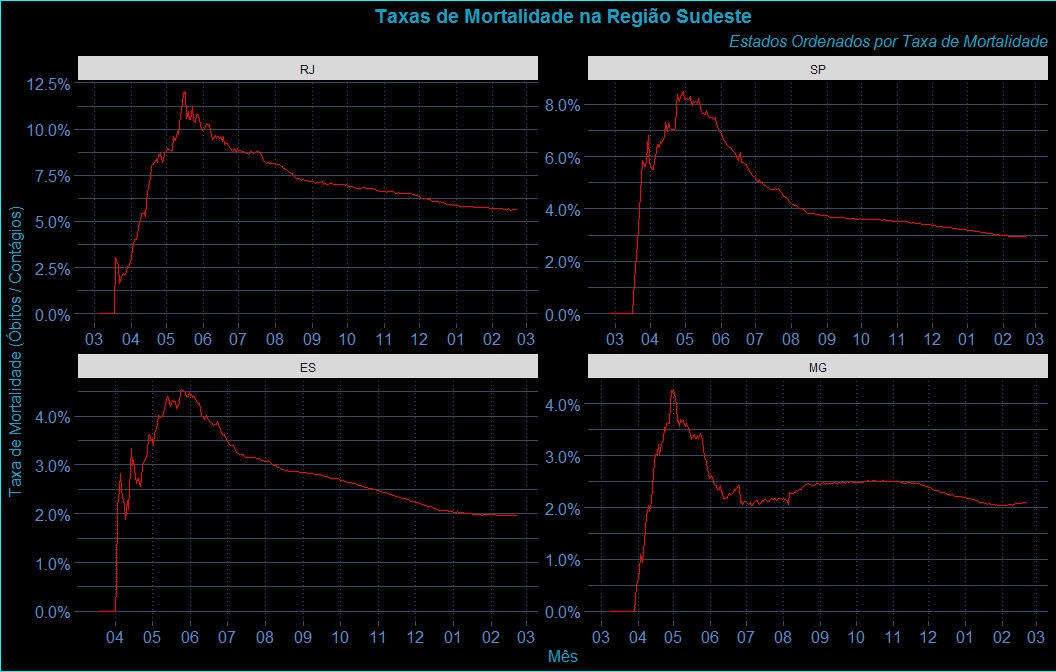 Taxas de Mortalidade na Região Sudeste
Estados Ordenados por Taxa de Mortalidade
Taxa de Mortalidade (Óbitos / Contágios)
RJ
12.5%
10.0%
7.5%
5.0%
2.5%
0.0%
03 04 05 06 07 08 09 10 11 12 01 02 03
SP
8.0%
6.0%
4.0%
2.0%
0.0%
03 04 05 06 07 08 09 10 11 12 01 02 03
ES
4.0%
3.0%
2.0%
1.0%
0.0%
04 05 06 07 08 09 10 11 12 01 02 03
MG
4.0%
3.0%
2.0%
1.0%
0.0%
03 04 05 06 07 08 09 10 11 12 01 02 03
Mês